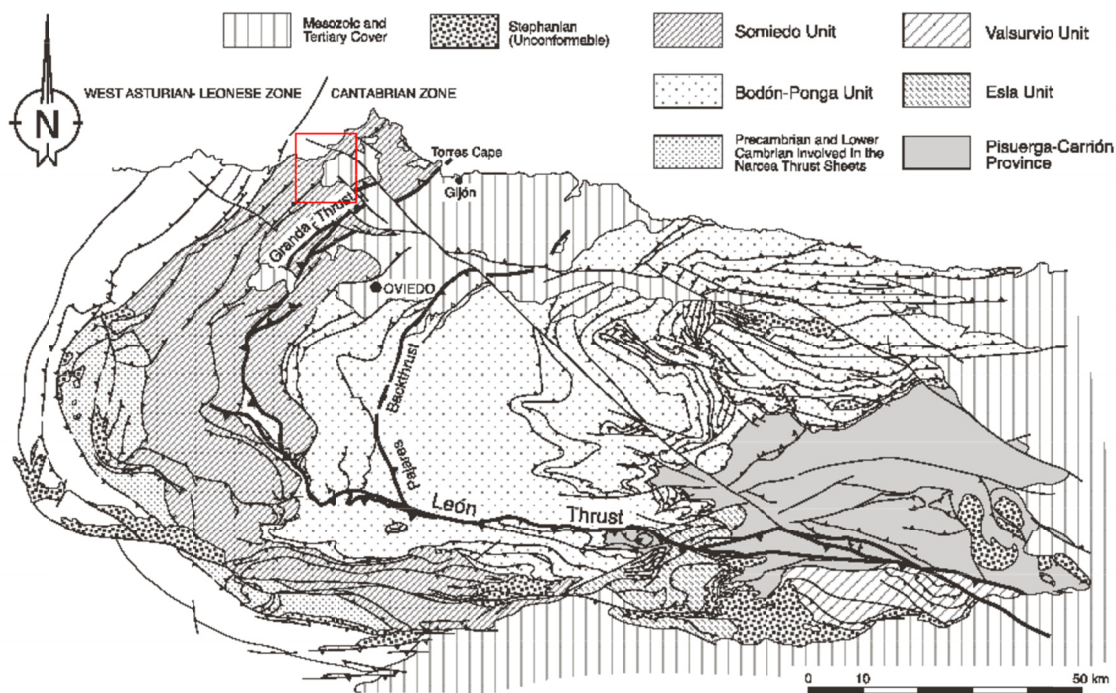 Mesozoic and
Tertiary Cover
Stephanian
(Unconformable)
Somiedo Unit
Valsurvio Unit
WEST ASTURIAN-LEONESE ZONE
CANTABRIAN ZONE
Bodón-Ponga Unit
Esla Unit
N
Precambrian and Lower
Cambrian Involved in the
Narcea Thrust Sheets
Pisuerga-Carrión
Province
Torres Cape
Gijón
Granda Thrust
OVIEDO
Pajares Backthrust
León Thrust
0 10 50 km